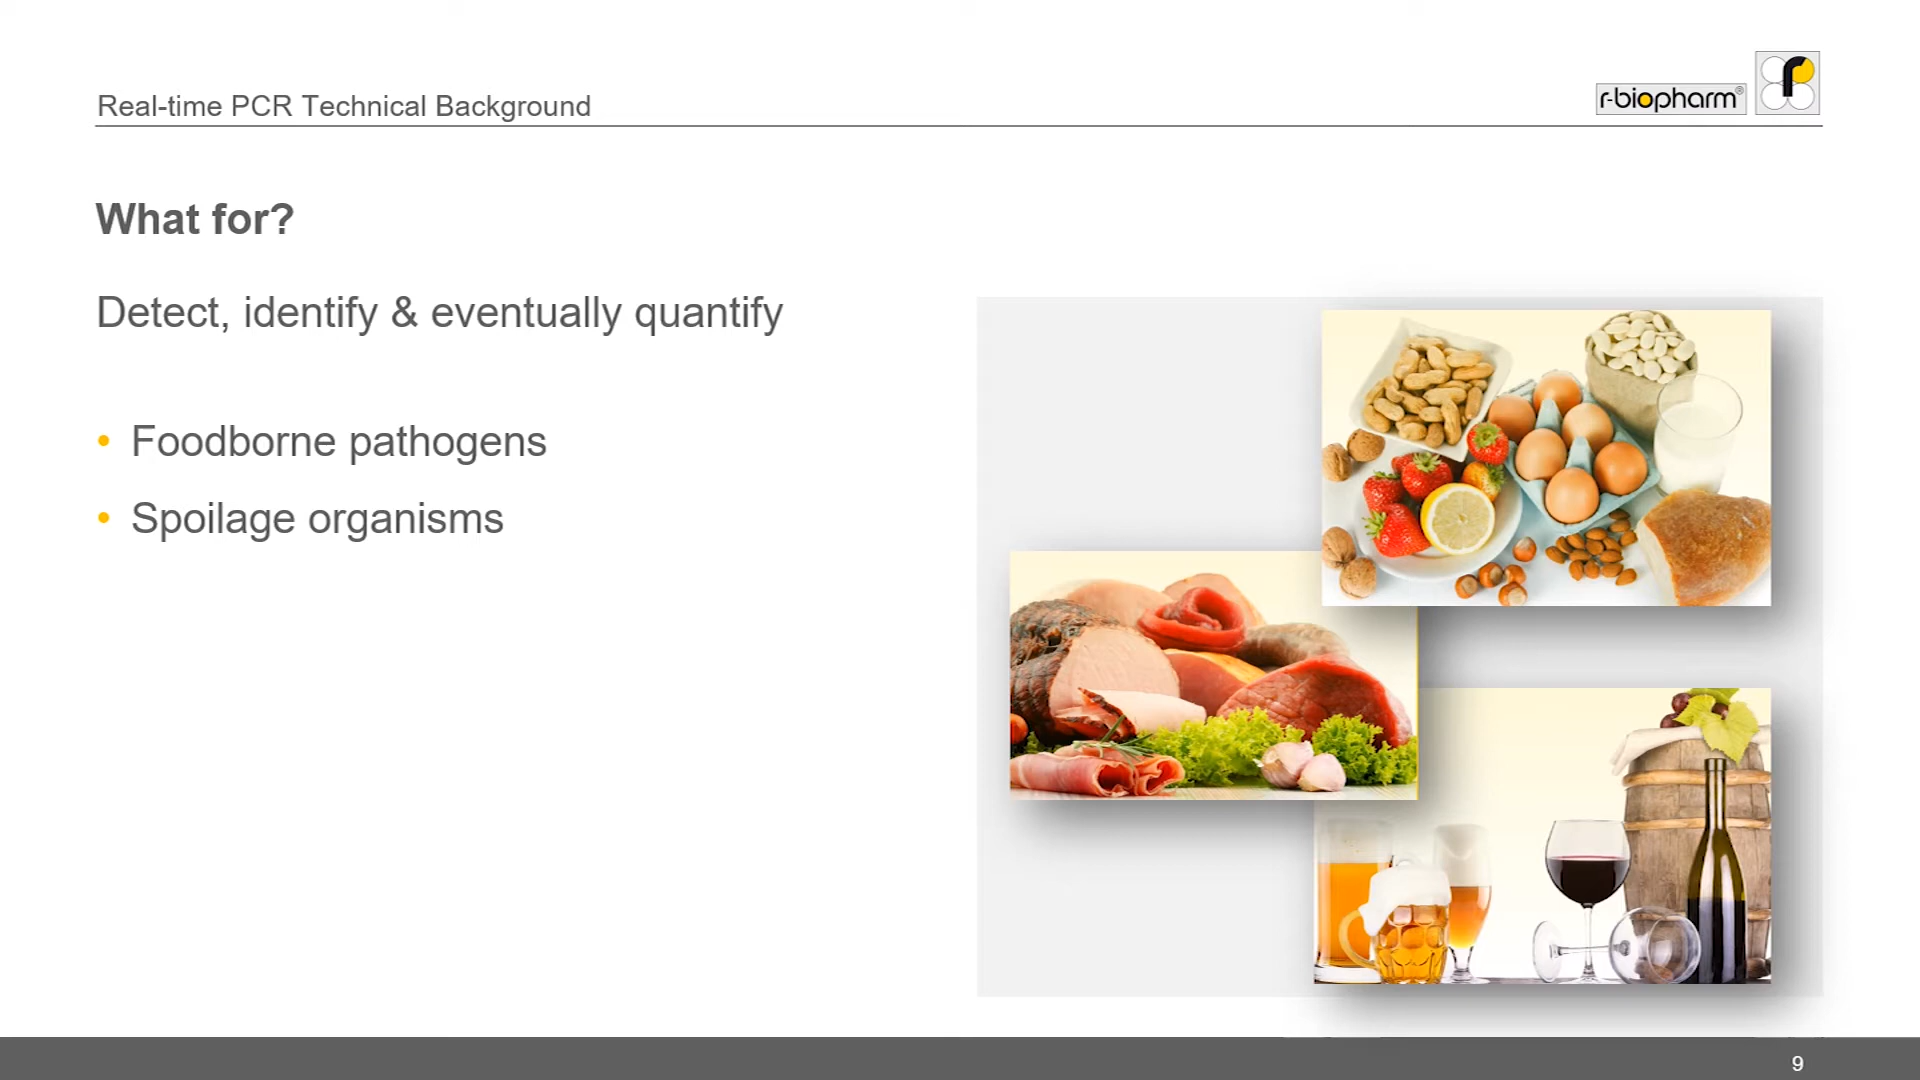 Real-time PCR Technical Background
r-biopharm®
r
What for?
Detect, identify & eventually quantify
• Foodborne pathogens
• Spoilage organisms
9